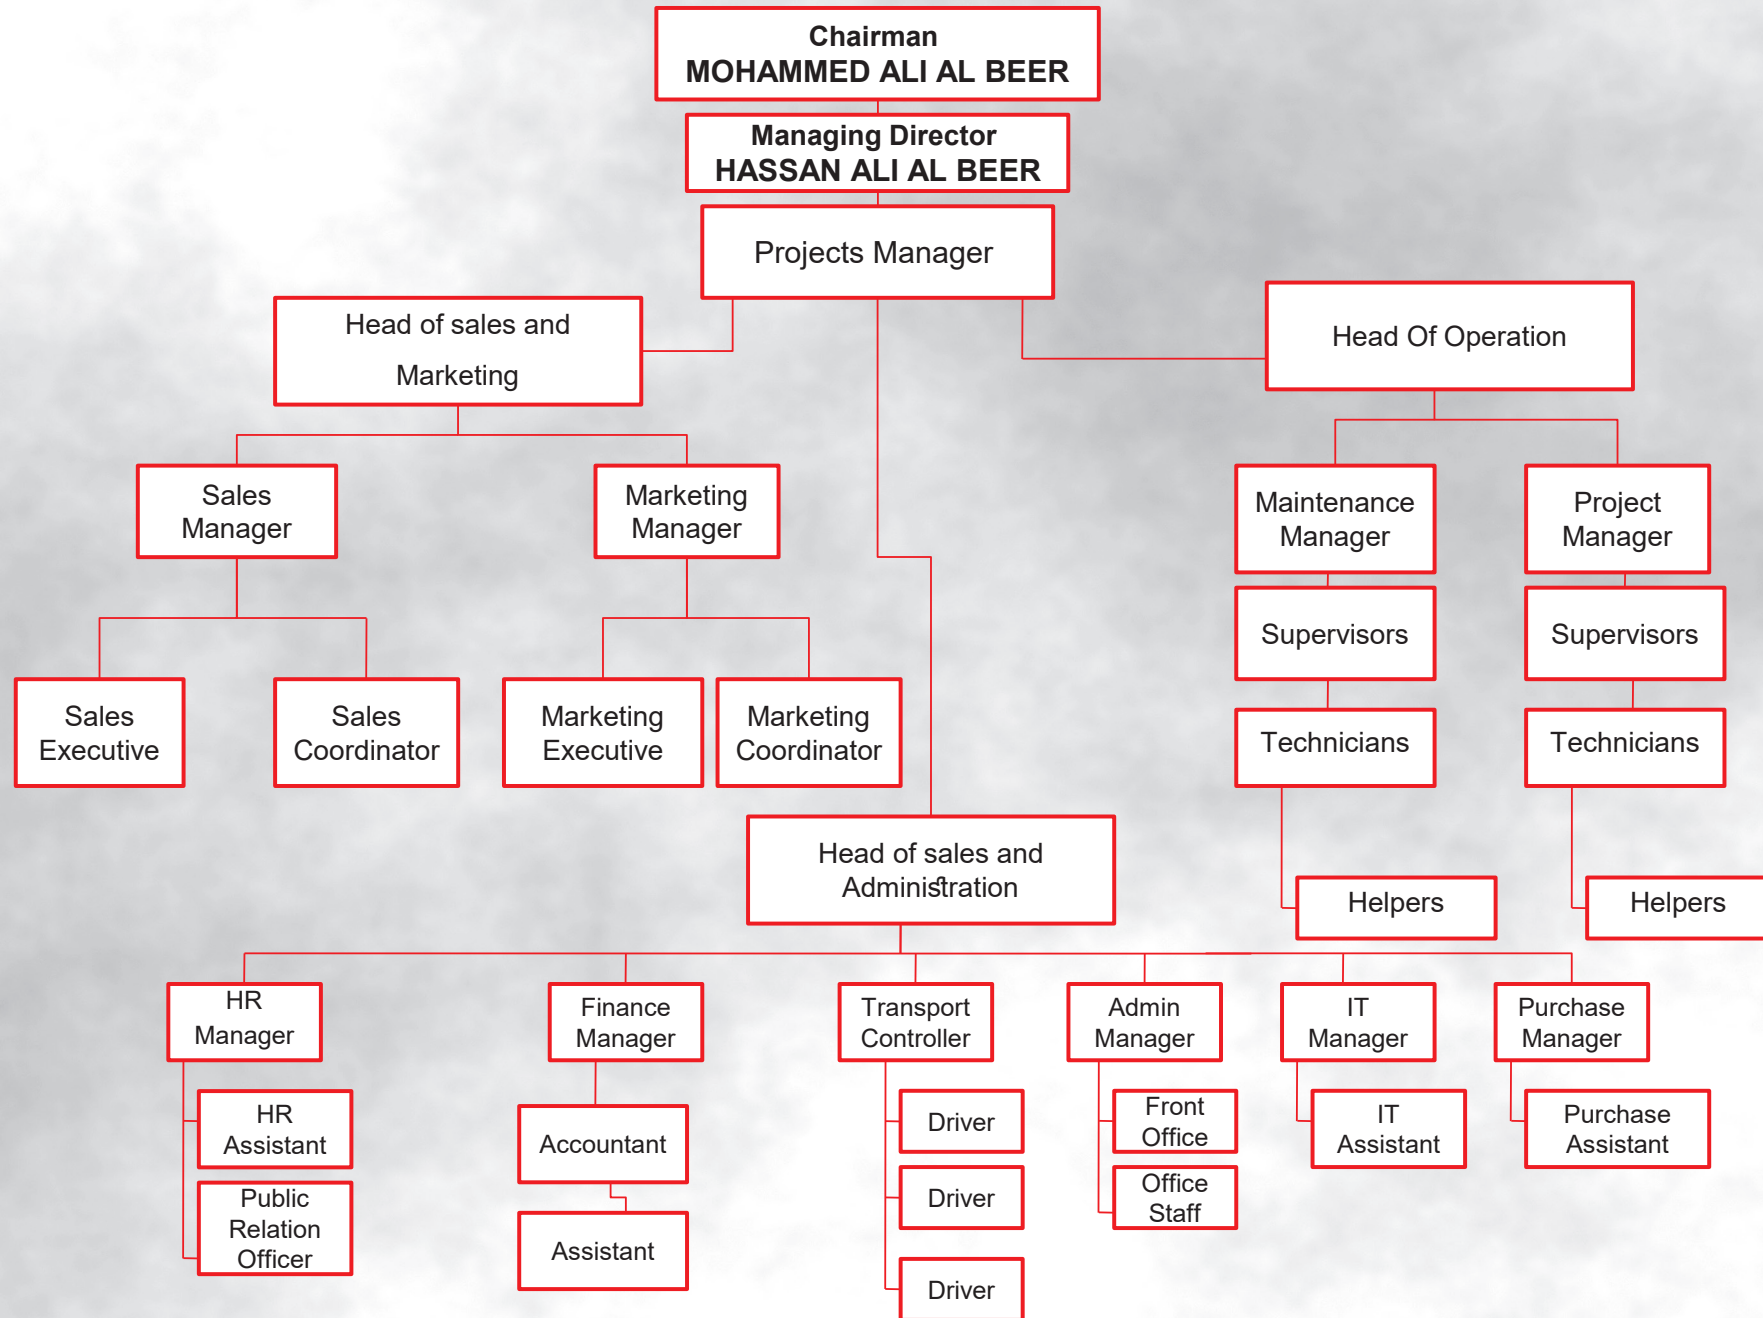 Chairman
MOHAMMED ALI AL BEER
Managing Director
HASSAN ALI AL BEER
Projects Manager
Head of sales and
Marketing
Head Of Operation
Sales
Manager
Marketing
Manager
Maintenance
Manager
Project
Manager
Supervisors
Supervisors
Sales
Executive
Sales
Coordinator
Marketing
Executive
Marketing
Coordinator
Technicians
Technicians
Head of sales and
Administration
Helpers
Helpers
HR
Manager
Finance
Manager
Transport
Controller
Admin
Manager
IT
Manager
Purchase
Manager
HR
Assistant
Accountant
Driver
Front
Office
IT
Assistant
Purchase
Assistant
Public
Relation
Officer
Assistant
Driver
Office
Staff
Driver